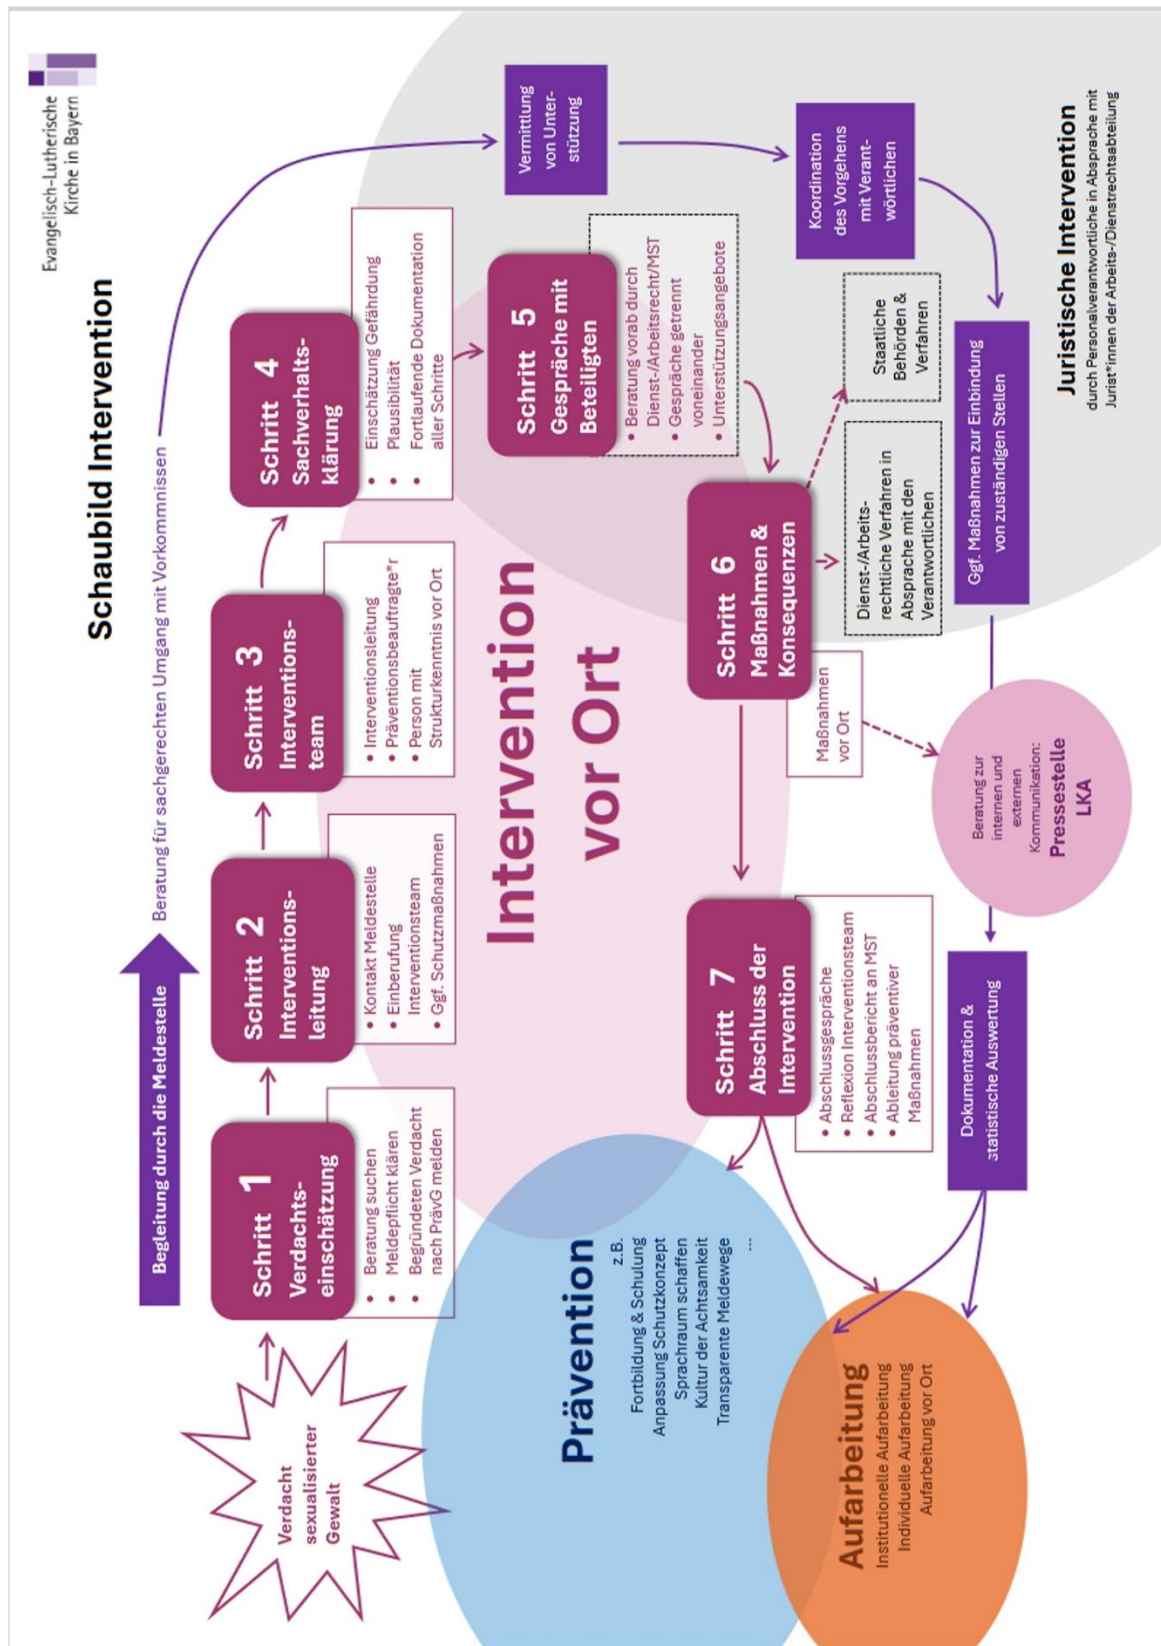 Evangelisch-Lutherische
Kirche in Bayern
Schaubild Intervention
Begleitung durch die Meldestelle
Beratung für sachgerechten Umgang mit Vorkommnissen
Verdacht
sexualisierter
Gewalt
Schritt 1
Verdachts-
einschätzung
• Beratung suchen
• Meldepflicht klären
• Begründeten Verdacht
nach PrävG melden
Schritt 2
Interventions-
leitung
• Kontakt Meldestelle
• Einberufung
Interventionsteam
• Ggf. Schutzmaßnahmen
Schritt 3
Interventions-
team
• Interventionsleitung
• Präventionsbeauftragte*r
• Person mit
Strukturkenntnis vor Ort
Schritt 4
Sachverhalts-
klärung
• Einschätzung Gefährdung
• Plausibilität
• Fortlaufende Dokumentation
aller Schritte
Vermittlung
von Unter-
stützung
Schritt 5
Gespräche mit
Beteiligten
• Beratung vorab durch
Dienst-/Arbeitsrecht/MST
• Gespräche getrennt
voneinander
• Unterstützungsangebote
Intervention
vor Ort
Koordination
des Vorgehens
mit Verant-
wörtlichen
Schritt 6
Maßnahmen &
Konsequenzen
Maßnahmen
vor Ort
Dienst-/Arbeits-
rechtliche Verfahren in
Absprache mit den
Verantwortlichen
Staatliche
Behörden &
Verfahren
Ggf. Maßnahmen zur Einbindung
von zuständigen Stellen
Juristische Intervention
durch Personalverantwortliche in Absprache mit
Jurist*innen der Arbeits-/Dienstrechtsabteilung
Beratung zur
internen und
externen
Kommunikation:
Pressestelle
LKA
Schritt 7
Abschluss der
Intervention
• Abschlussgespräche
• Reflexion Interventionsteam
• Abschlussbericht an MST
• Ableitung präventiver
Maßnahmen
Dokumentation &
statistische Auswertung
Prävention
z.B.
Fortbildung & Schulung
Anpassung Schutzkonzept
Sprachraum schaffen
Kultur der Achtsamkeit
Transparente Meldewege
...
Aufarbeitung
Institutionelle Aufarbeitung
Individuelle Aufarbeitung
Aufarbeitung vor Ort